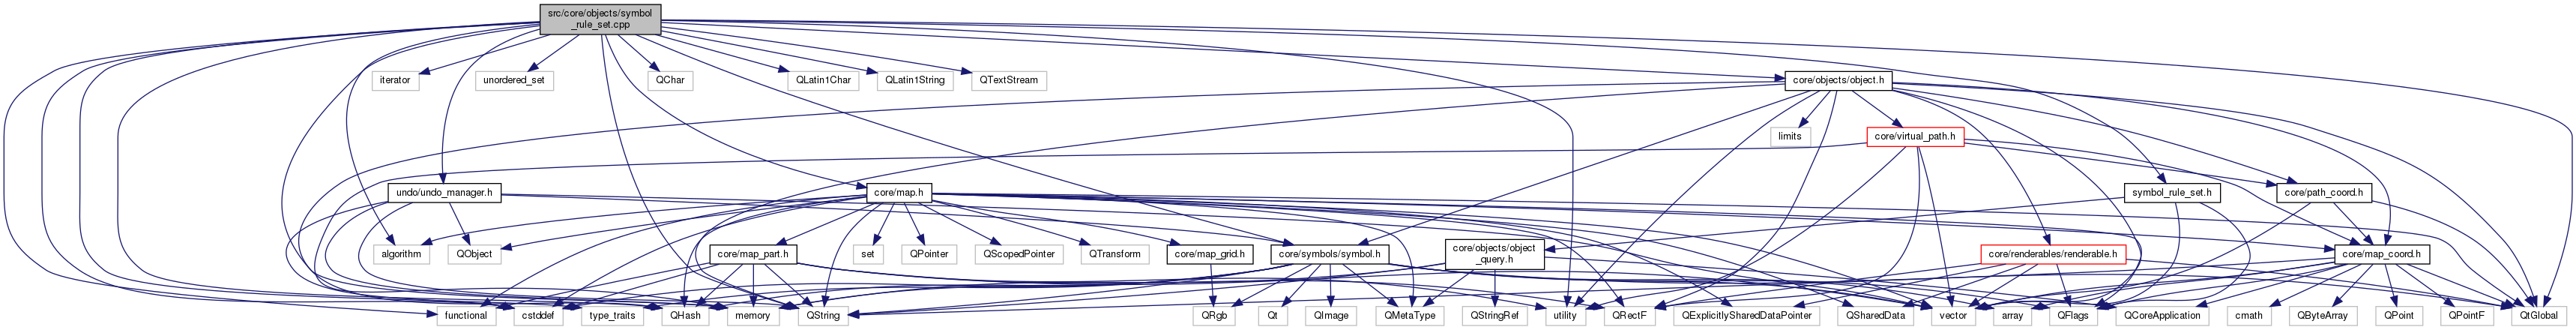 src/core/objects/symbol
_rule_set.cpp
iterator
unordered_set
QChar
QLatin1Char
QLatin1String
QTextStream
core/objects/object.h
limits
core/virtual_path.h
undo/undo_manager.h
core/map.h
symbol_rule_set.h
core/path_coord.h
algorithm
QObject
core/map_part.h
set
QPointer
QScopedPointer
QTransform
core/map_grid.h
core/symbols/symbol.h
core/objects/object
_query.h
core/renderables/renderable.h
core/map_coord.h
functional
cstddef
type_traits
QHash
memory
QString
QRgb
Qt
QImage
QMetaType
QStringRef
utility
QRectF
QExplicitlySharedDataPointer
QSharedData
vector
array
QFlags
QCoreApplication
cmath
QByteArray
QPoint
QPointF
QtGlobal